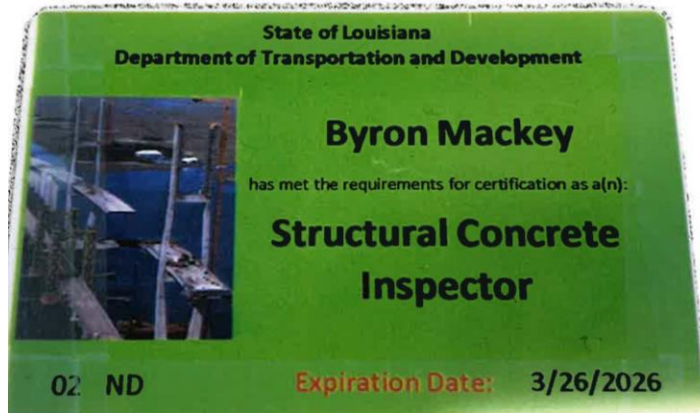 State of Louisiana
Department of Transportation and Development
Byron Mackey
has met the requirements for certification as a(n):
Structural Concrete
Inspector
02 ND
Expiration Date: 3/26/2026